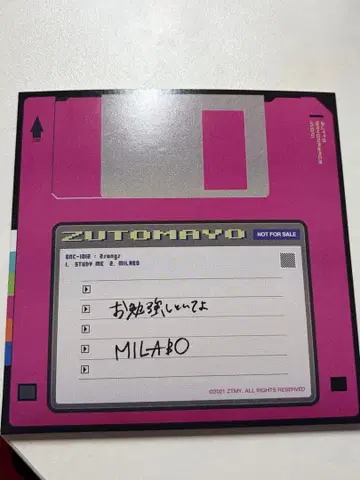 ZUTOMAYO
NOT FOR SALE
GNC-1012 : 2songs
1. STUDY ME 2. MILABO
お勉強しといてよ
MILABO
©2021 ZTMY. ALL RIGHTS RESERVED